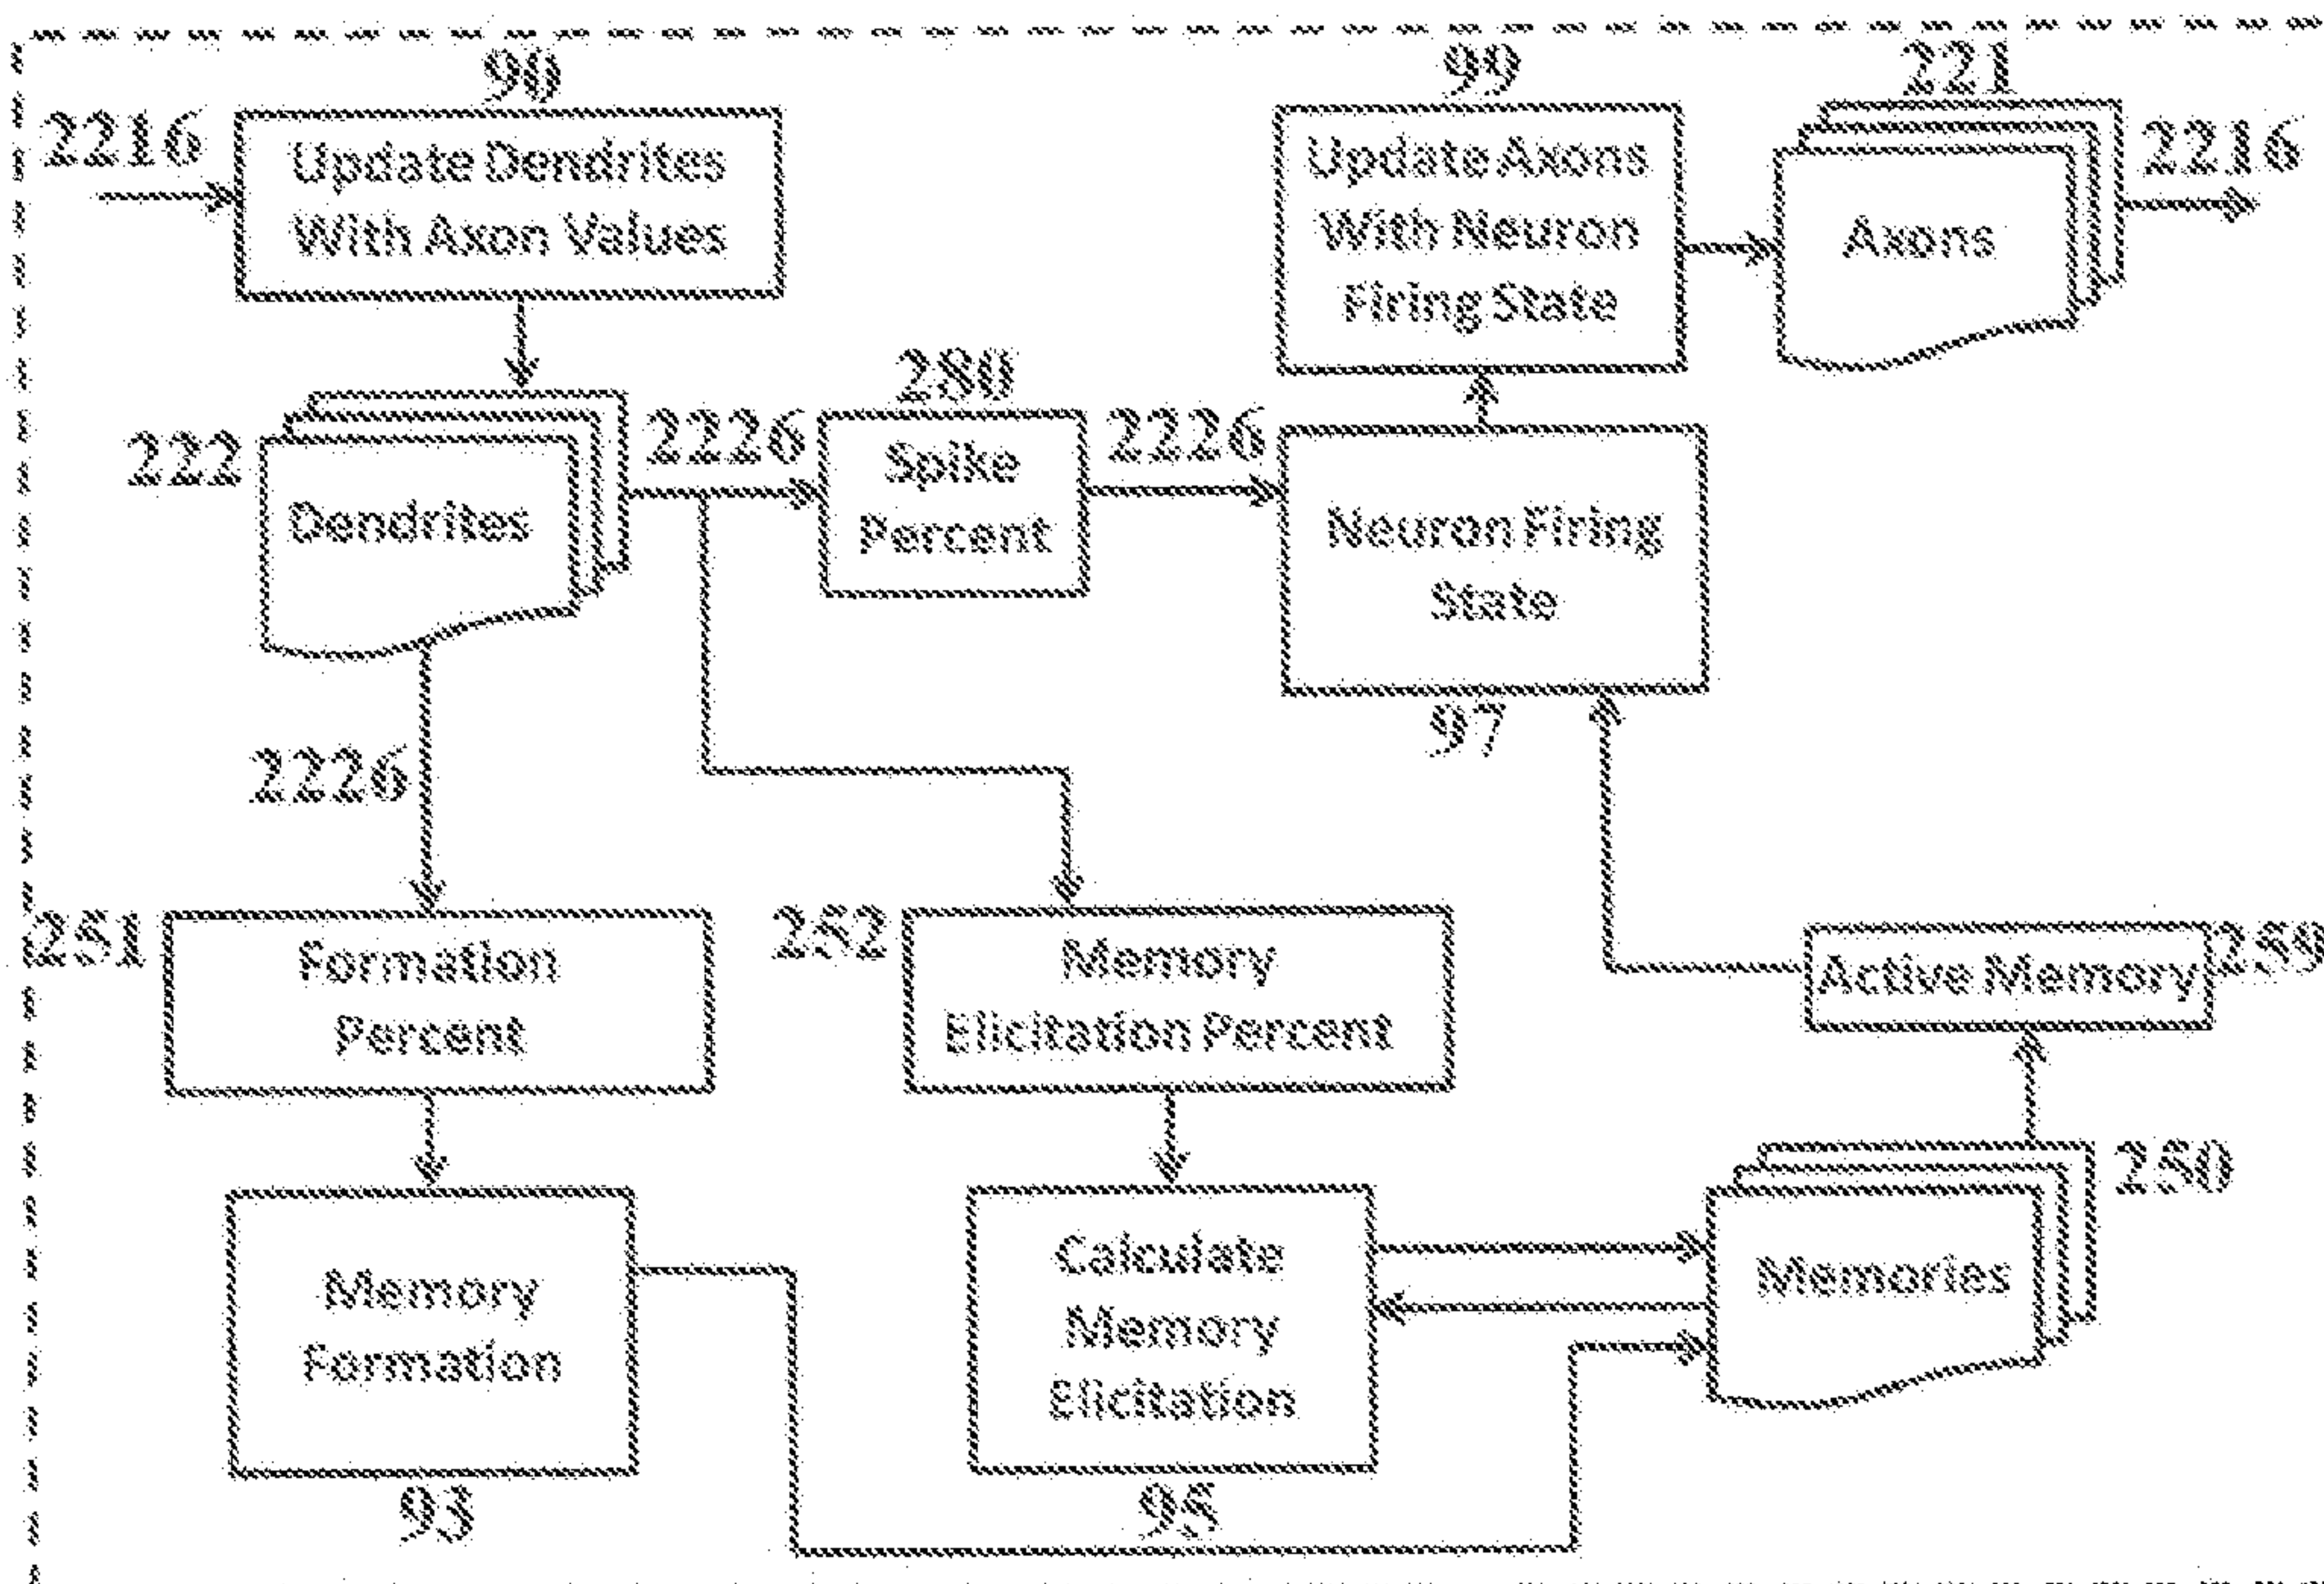 90
99
221
2216
Update Dendrites
With Axon Values
Update Axons
With Neuron
Firing State
Axons
2216
222
Dendrites
2226
280
Spike
Percent
2226
Neuron Firing
State
97
2226
251
Formation
Percent
252
Memory
Elicitation Percent
Active Memory
259
Memory
Formation
93
Calculate
Memory
Elicitation
95
Memories
250